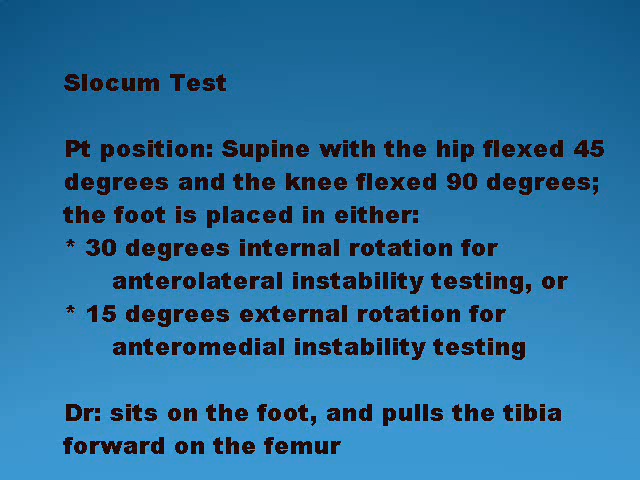 Slocum Test
Pt position: Supine with the hip flexed 45
degrees and the knee flexed 90 degrees;
the foot is placed in either:
* 30 degrees internal rotation for
anterolateral instability testing, or
* 15 degrees external rotation for
anteromedial instability testing
Dr: sits on the foot, and pulls the tibia
forward on the femur